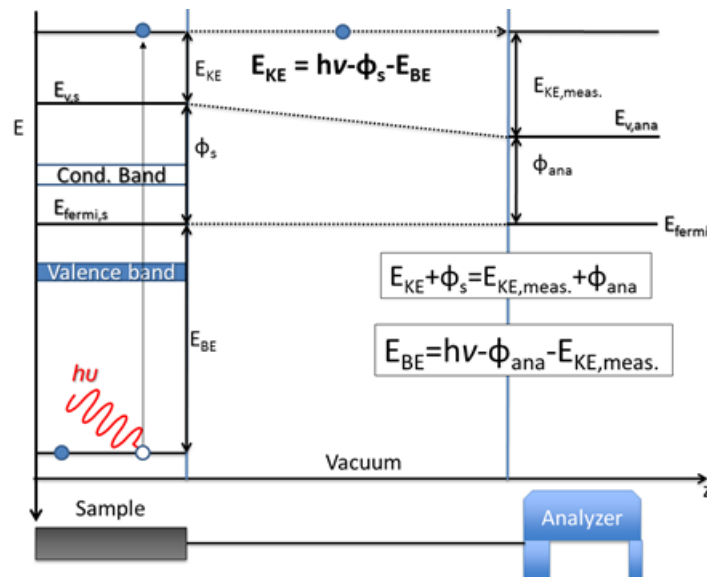 E_KE
E_KE = hν-ϕ_s-E_BE
E_v,s
E_KE,meas.
E_v,ana
E
ϕ_s
ϕ_ana
Cond. Band
E_fermi,s
E_fermi
Valence band
E_KE+ϕ_s=E_KE,meas.+ϕ_ana
E_BE
E_BE=hν-ϕ_ana-E_KE,meas.
hυ
Vacuum
z
Sample
Analyzer